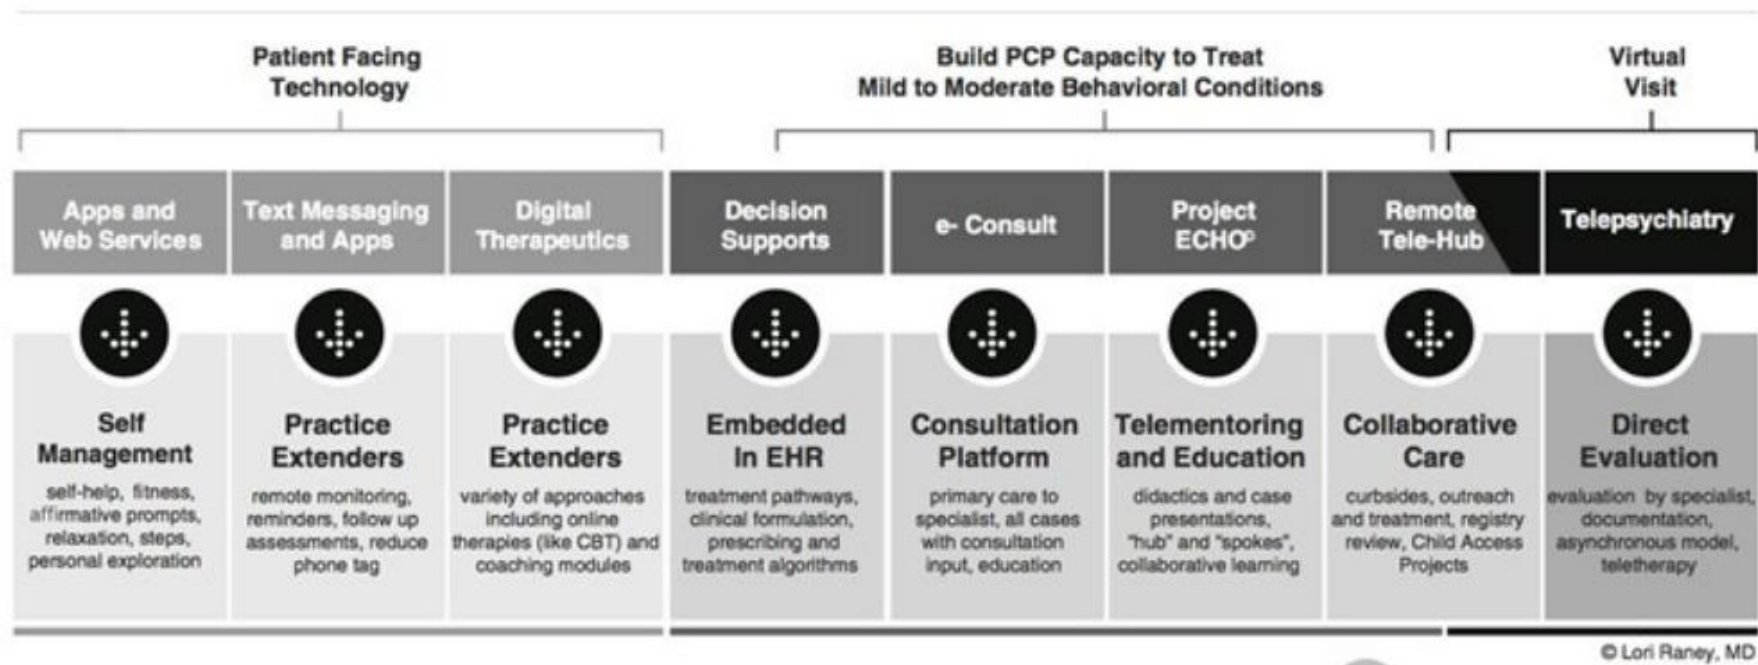 Patient Facing
Technology
Build PCP Capacity to Treat
Mild to Moderate Behavioral Conditions
Virtual
Visit
Apps and
Web Services
Text Messaging
and Apps
Digital
Therapeutics
Decision
Supports
e- Consult
Project
ECHO©
Remote
Tele-Hub
Telepsychiatry
Self
Management
self-help, fitness,
affirmative prompts,
relaxation, steps,
personal exploration
Practice
Extenders
remote monitoring,
reminders, follow up
assessments, reduce
phone tag
Practice
Extenders
variety of approaches
including online
therapies (like CBT) and
coaching modules
Embedded
In EHR
treatment pathways,
clinical formulation,
prescribing and
treatment algorithms
Consultation
Platform
primary care to
specialist, all cases
with consultation
input, education
Telementoring
and Education
didactics and case
presentations,
"hub" and "spokes",
collaborative learning
Collaborative
Care
curbsides, outreach
and treatment, registry
review, Child Access
Projects
Direct
Evaluation
evaluation by specialist,
documentation,
asynchronous model,
teletherapy
© Lori Raney, MD